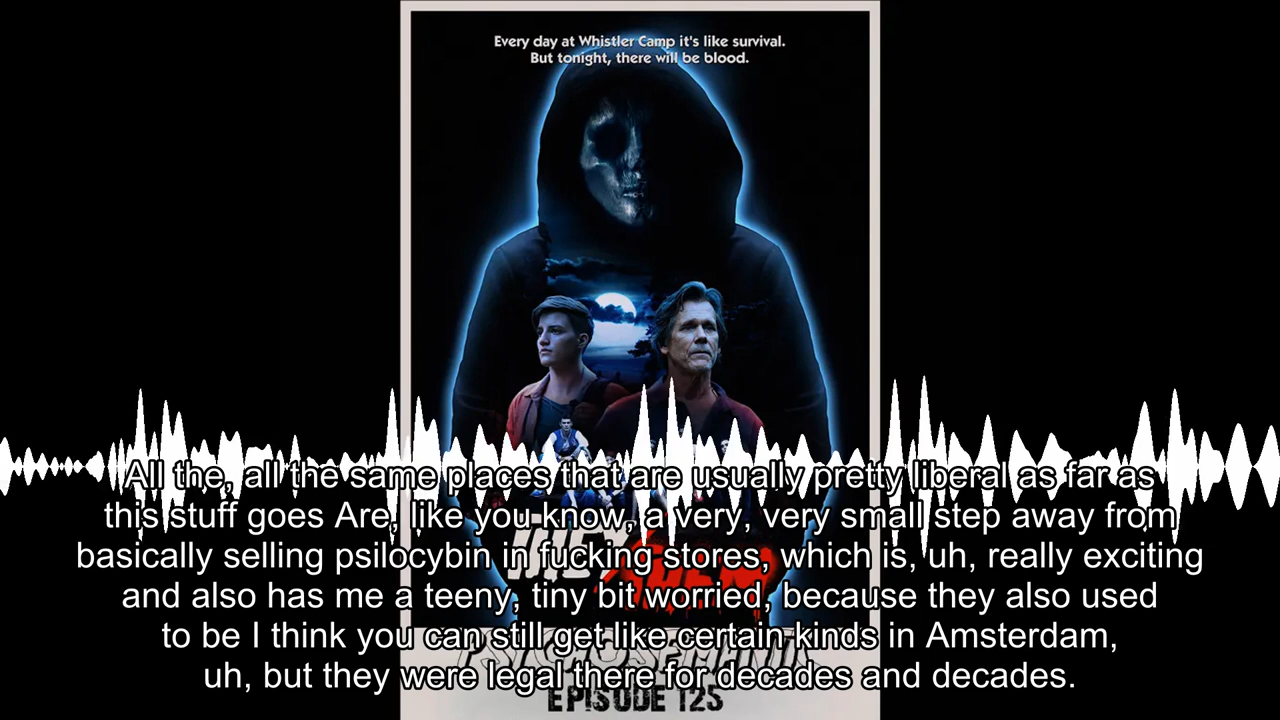 Every day at Whistler Camp it's like survival.
But tonight, there will be blood.
All the, all the same places that are usually pretty liberal as far as
this stuff goes Are, like you know, a very, very small step away from
basically selling psilocybin in fucking stores, which is, uh, really exciting
and also has me a teeny, tiny bit worried, because they also used
to be I think you can still get like certain kinds in Amsterdam,
uh, but they were legal there for decades and decades.
EPISODE 125